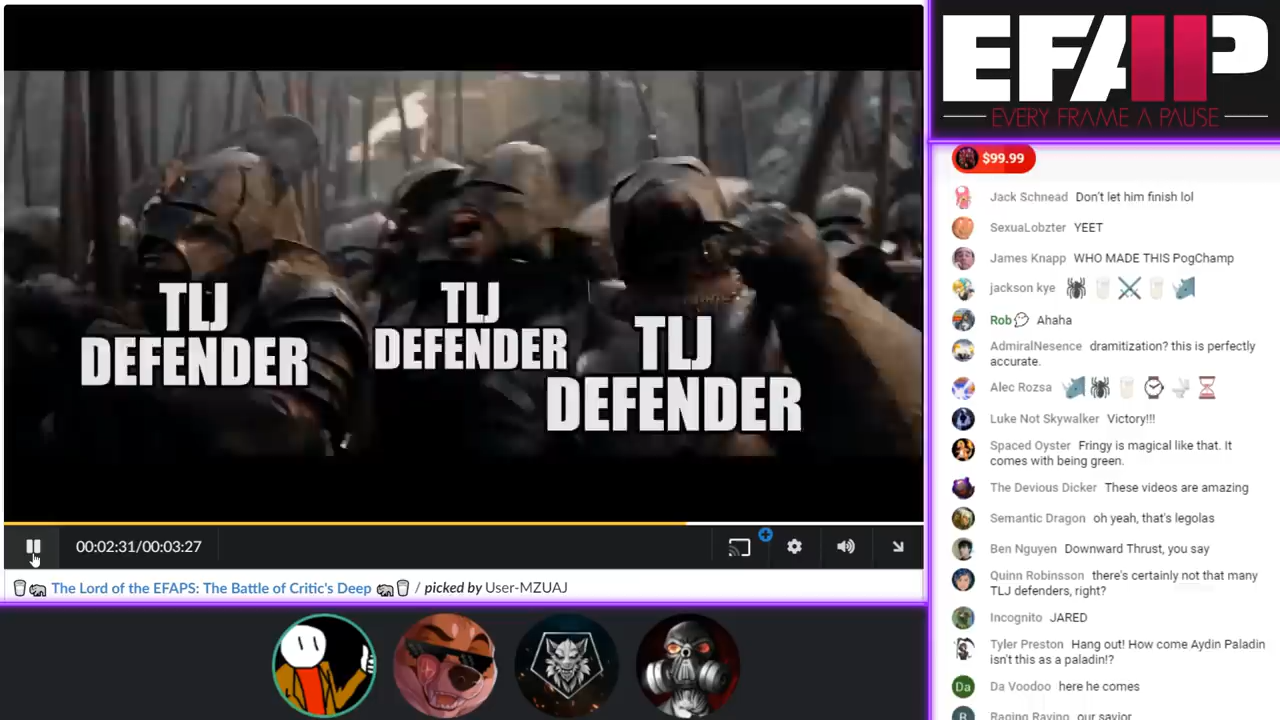 TLJ
DEFENDER
TLJ
DEFENDER
TLJ
DEFENDER
00:02:31/00:03:27
The Lord of the EFAPS: The Battle of Critic's Deep / picked by User-MZUAJ
EFAP
EVERY FRAME A PAUSE
$99.99
Jack Schnead Don't let him finish lol
SexuaLobzter YEET
James Knapp WHO MADE THIS PogChamp
jackson kye 🕷🥛⚔🥛🦏
Rob Ahaha
AdmiralNesence dramitization? this is perfectly
accurate.
Alec Rozsa 🦏🕷🥛⌚🚽⌛
Luke Not Skywalker Victory!!!
Spaced Oyster Fringy is magical like that. It
comes with being green.
The Devious Dicker These videos are amazing
Semantic Dragon oh yeah, that's legolas
Ben Nguyen Downward Thrust, you say
Quinn Robinsson there's certainly not that many
TLJ defenders, right?
Incognito JARED
Tyler Preston Hang out! How come Aydin Paladin
isn't this as a paladin!?
Da Da Voodoo here he comes
R Raging Ravino our savior